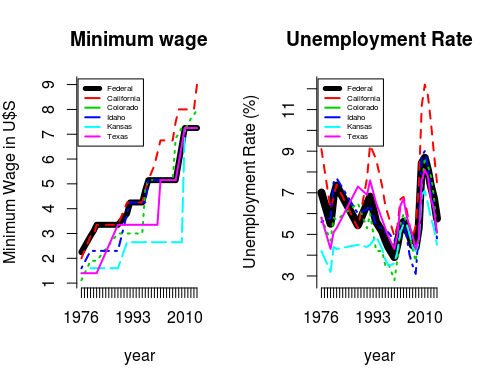 Minimum wage
Minimum Wage in U$S
9
8
7
6
5
4
3
2
1
Federal
California
Colorado
Idaho
Kansas
Texas
1976 1993 2010
year
Unemployment Rate
Unemployment Rate (%)
11
9
7
5
3
Federal
California
Colorado
Idaho
Kansas
Texas
1976 1993 2010
year